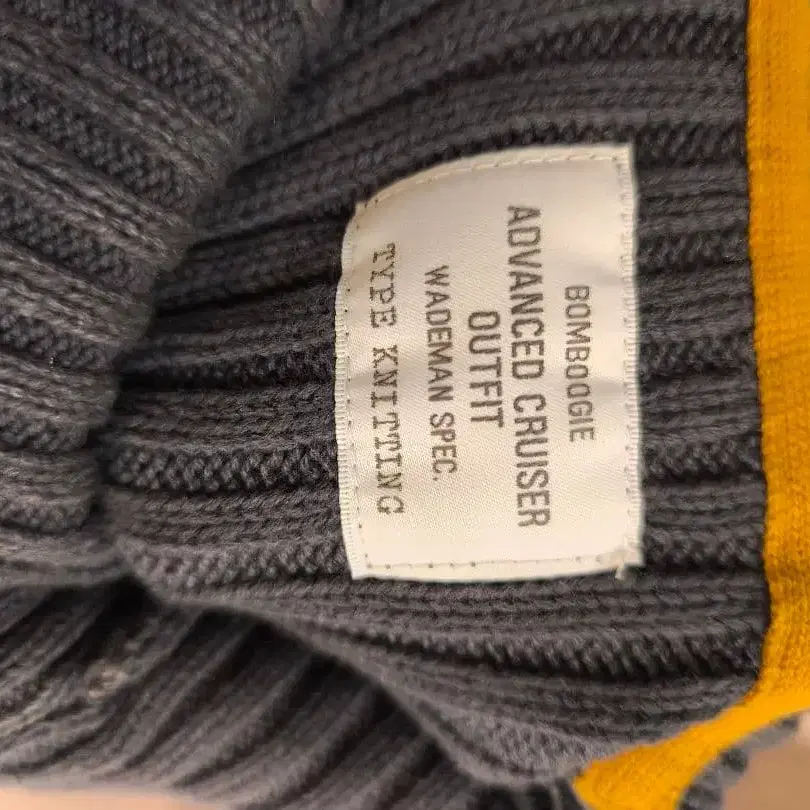 BOMBOOGIE
ADVANCED CRUISER
OUTFIT
WADEMAN SPEC.
TYPE KNITTING